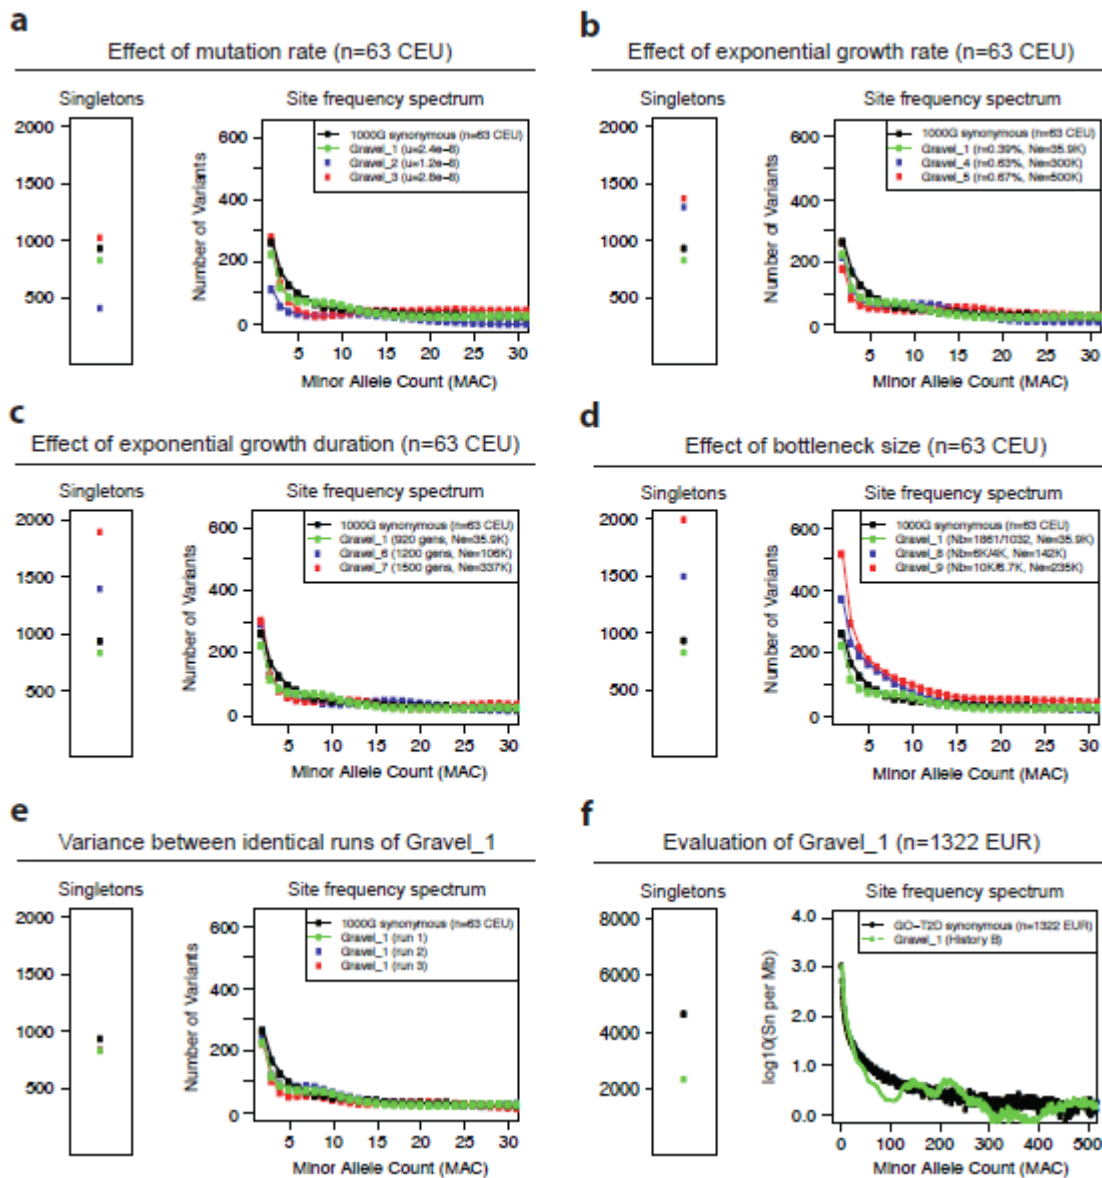 a
Effect of mutation rate (n=63 CEU)
Singletons
Site frequency spectrum
2000
1500
1000
500
Number of Variants
600
400
200
0
1000G synonymous (n=63 CEU)
Gravel_1 (u=2.4e-8)
Gravel_2 (u=1.2e-8)
Gravel_3 (u=2.8e-8)
5 10 15 20 25 30
Minor Allele Count (MAC)
b
Effect of exponential growth rate (n=63 CEU)
Singletons
Site frequency spectrum
2000
1500
1000
500
Number of Variants
600
400
200
0
1000G synonymous (n=63 CEU)
Gravel_1 (r=0.39%, Ne=35.9K)
Gravel_4 (r=0.63%, Ne=300K)
Gravel_5 (r=0.67%, Ne=500K)
5 10 15 20 25 30
Minor Allele Count (MAC)
c
Effect of exponential growth duration (n=63 CEU)
Singletons
Site frequency spectrum
2000
1500
1000
500
Number of Variants
600
400
200
0
1000G synonymous (n=63 CEU)
Gravel_1 (920 gens, Ne=35.9K)
Gravel_6 (1200 gens, Ne=106K)
Gravel_7 (1500 gens, Ne=337K)
5 10 15 20 25 30
Minor Allele Count (MAC)
d
Effect of bottleneck size (n=63 CEU)
Singletons
Site frequency spectrum
2000
1500
1000
500
Number of Variants
600
400
200
0
1000G synonymous (n=63 CEU)
Gravel_1 (Nb=1861/1032, Ne=35.9K)
Gravel_8 (Nb=6K/4K, Ne=142K)
Gravel_9 (Nb=10K/6.7K, Ne=235K)
5 10 15 20 25 30
Minor Allele Count (MAC)
e
Variance between identical runs of Gravel_1
Singletons
Site frequency spectrum
2000
1500
1000
500
Number of Variants
600
400
200
0
1000G synonymous (n=63 CEU)
Gravel_1 (run 1)
Gravel_1 (run 2)
Gravel_1 (run 3)
5 10 15 20 25 30
Minor Allele Count (MAC)
f
Evaluation of Gravel_1 (n=1322 EUR)
Singletons
Site frequency spectrum
8000
6000
4000
2000
log10(Sn per Mb)
4.0
3.0
2.0
1.0
0.0
GO-T2D synonymous (n=1322 EUR)
Gravel_1 (History B)
0 100 200 300 400 500
Minor Allele Count (MAC)